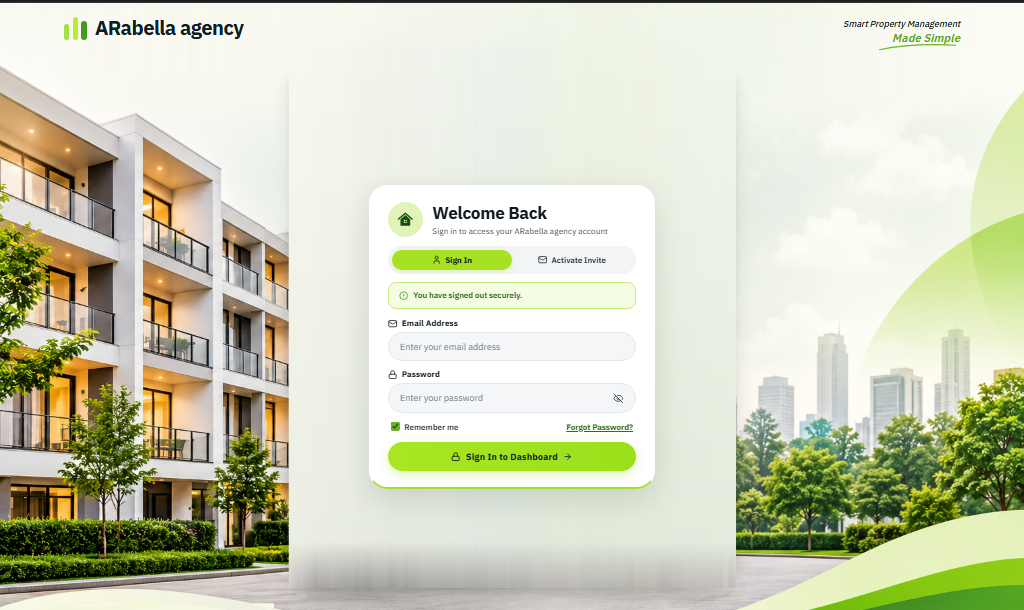 ARabella agency
Smart Property Management
Made Simple
Welcome Back
Sign in to access your ARabella agency account
Sign In
Activate Invite
You have signed out securely.
Email Address
Enter your email address
Password
Enter your password
Remember me
Forgot Password?
Sign In to Dashboard